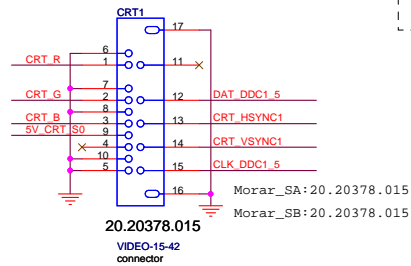 CRT1
17
6
CRT_R
1
11
7
CRT_G
2
12
DAT_DDC1_5
8
CRT_B
3
13
CRT_HSYNC1
5V_CRT_S0
9
4
14
CRT_VSYNC1
10
5
15
CLK_DDC1_5
16
Morar_SA:20.20378.015
Morar_SB:20.20378.015
20.20378.015
VIDEO-15-42
connector